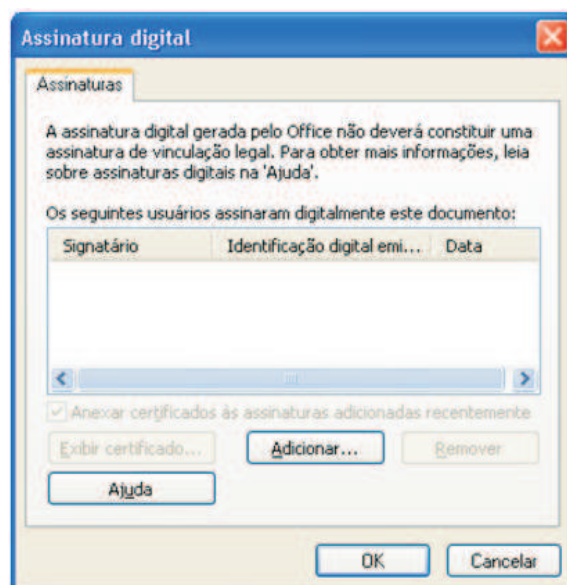 Assinatura digital
Assinaturas
A assinatura digital gerada pelo Office não deverá constituir uma
assinatura de vinculação legal. Para obter mais informações, leia
sobre assinaturas digitais na 'Ajuda'.
Os seguintes usuários assinaram digitalmente este documento:
Signatário Identificação digital emi... Data
Anexar certificados às assinaturas adicionadas recentemente
Exibir certificado... Adicionar... Remover
Ajuda
OK Cancelar